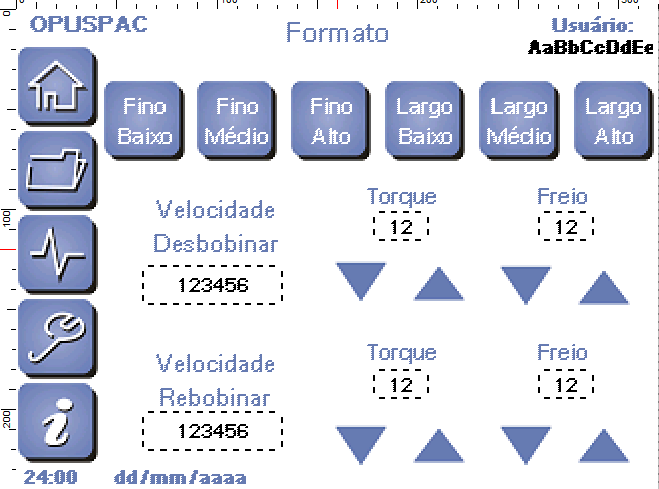 0 100 200 300
OPUSPAC
Formato
Usuário:
AaBbCcDdEe
Fino
Baixo
Fino
Médio
Fino
Alto
Largo
Baixo
Largo
Médio
Largo
Alto
100
Velocidade
Desbobinar
123456
Torque
12
Freio
12
Velocidade
Rebobinar
123456
Torque
12
Freio
12
200
24:00 dd/mm/aaaa